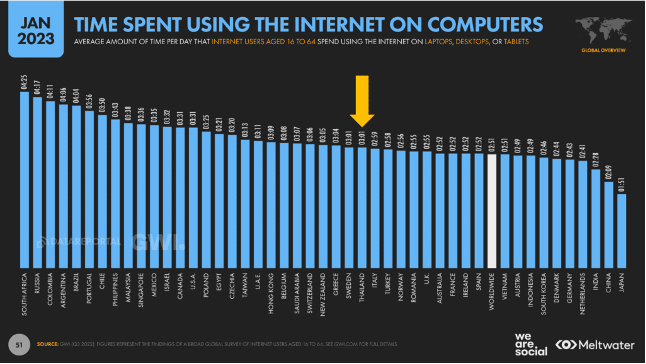 JAN
2023
TIME SPENT USING THE INTERNET ON COMPUTERS
AVERAGE AMOUNT OF TIME PER DAY THAT INTERNET USERS AGED 16 TO 64 SPEND USING THE INTERNET ON LAPTOPS, DESKTOPS, OR TABLETS
GLOBAL OVERVIEW
04:25 04:17 04:11 04:06 04:04 03:56 03:50 03:43 03:38 03:36 03:35 03:32 03:31 03:31 03:25 03:21 03:20 03:13 03:11 03:09 03:08 03:07 03:06 03:05 03:04 03:01 03:01 02:59 02:58 02:56 02:55 02:55 02:52 02:52 02:52 02:52 02:51 02:51 02:49 02:49 02:46 02:44 02:43 02:41 02:28 02:09 01:51
DATAREPORTAL GWI.
SOUTH AFRICA RUSSIA COLOMBIA ARGENTINA BRAZIL PORTUGAL CHILE PHILIPPINES MALAYSIA SINGAPORE MEXICO ISRAEL CANADA U.S.A. POLAND EGYPT CZECHIA TAIWAN U.A.E. HONG KONG BELGIUM SAUDI ARABIA SWITZERLAND NEW ZEALAND GREECE SWEDEN THAILAND ITALY TURKEY NORWAY ROMANIA U.K. AUSTRALIA FRANCE IRELAND SPAIN WORLDWIDE VIETNAM AUSTRIA INDONESIA SOUTH KOREA DENMARK GERMANY NETHERLANDS INDIA CHINA JAPAN
51
SOURCE: GWI (Q3 2022). FIGURES REPRESENT THE FINDINGS OF A BROAD GLOBAL SURVEY OF INTERNET USERS AGED 16 TO 64. SEE GWI.COM FOR FULL DETAILS.
we
are.
social
Meltwater